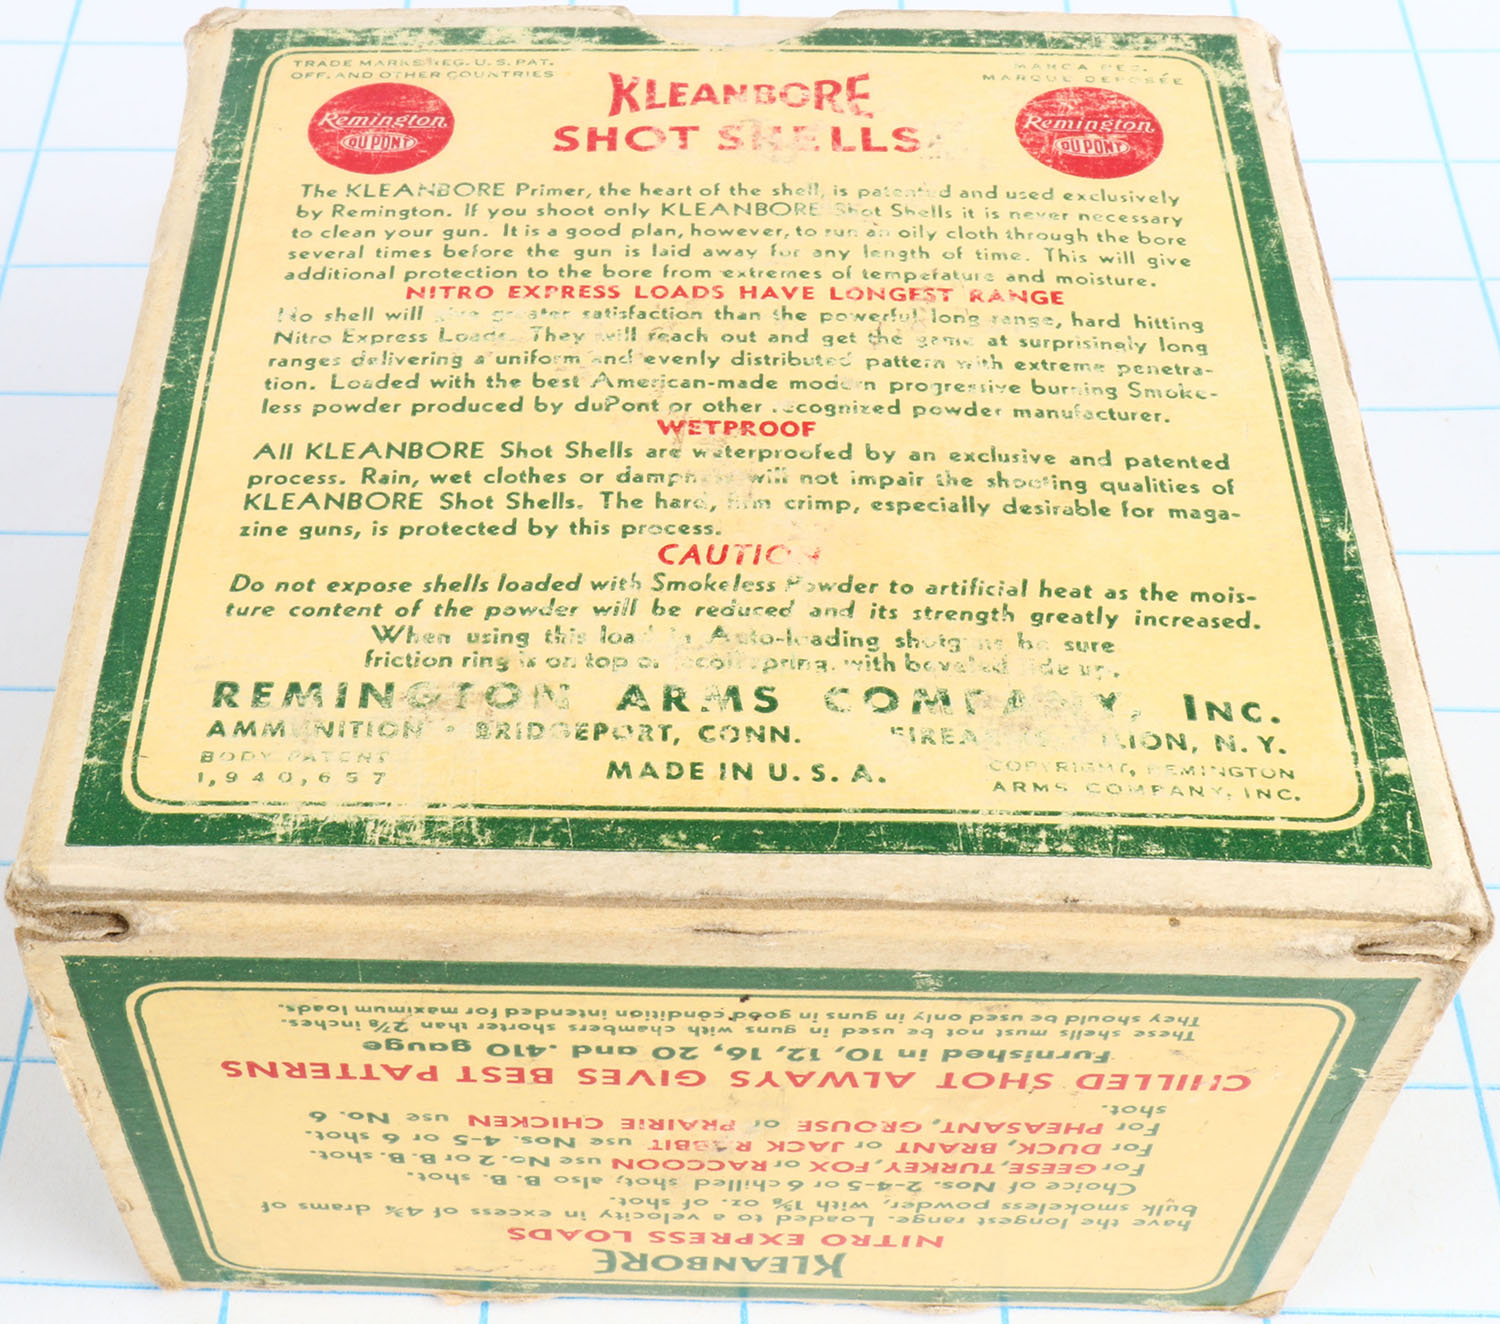 TRADE MARKS REG. U. S. PAT.
OFF. AND OTHER COUNTRIES
MARCA REG.
MARQUE DEPOSÉE
KLEANBORE
SHOT SHELLS
Remington
DU PONT
Remington
DU PONT
The KLEANBORE Primer, the heart of the shell, is patented and used exclusively
by Remington. If you shoot only KLEANBORE Shot Shells it is never necessary
to clean your gun. It is a good plan, however, to run an oily cloth through the bore
several times before the gun is laid away for any length of time. This will give
additional protection to the bore from extremes of temperature and moisture.
NITRO EXPRESS LOADS HAVE LONGEST RANGE
No shell will give greater satisfaction than the powerful long range, hard hitting
Nitro Express Loads. They will reach out and get the game at surprisingly long
ranges delivering a uniform and evenly distributed pattern with extreme penetra-
tion. Loaded with the best American-made modern progressive burning Smoke-
less powder produced by duPont or other recognized powder manufacturer.
WETPROOF
All KLEANBORE Shot Shells are waterproofed by an exclusive and patented
process. Rain, wet clothes or dampness will not impair the shooting qualities of
KLEANBORE Shot Shells. The hard, firm crimp, especially desirable for maga-
zine guns, is protected by this process.
CAUTION
Do not expose shells loaded with Smokeless Powder to artificial heat as the mois-
ture content of the powder will be reduced and its strength greatly increased.
When using this load in Auto-loading shotguns be sure
friction ring is on top of recoil spring, with beveled side up.
REMINGTON ARMS COMPANY, INC.
AMMUNITION · BRIDGEPORT, CONN. FIREARMS · ILION, N. Y.
BODY PATENT
1,940,657
MADE IN U. S. A.
COPYRIGHT, REMINGTON
ARMS COMPANY, INC.
KLEANBORE
NITRO EXPRESS LOADS
have the longest range. Loaded to a velocity in excess of 4¾ drams of
bulk smokeless powder, with 1⅝ oz. of shot.
Choice of Nos. 2-4-5 or 6 chilled shot; also B. B. shot.
For GEESE, TURKEY, FOX or RACCOON use No. 2 or B. B. shot.
For DUCK, BRANT or JACK RABBIT use Nos. 4-5 or 6 shot.
For PHEASANT, GROUSE or PRAIRIE CHICKEN use No. 6
shot.
CHILLED SHOT ALWAYS GIVES BEST PATTERNS
Furnished in 10, 12, 16, 20 and .410 gauge
These shells must not be used in guns with chambers shorter than 2⅞ inches.
They should be used only in guns in good condition intended for maximum loads.